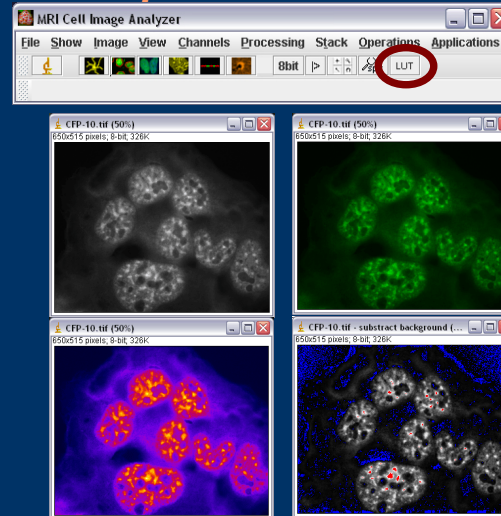 MRI Cell Image Analyzer
File Show Image View Channels Processing Stack Operations Applications
8bit LUT
CFP-10.tif (50%)
650x515 pixels; 8-bit; 326K
CFP-10.tif (50%)
650x515 pixels; 8-bit; 326K
CFP-10.tif (50%)
650x515 pixels; 8-bit; 326K
CFP-10.tif - substract background (...
650x515 pixels; 8-bit; 326K